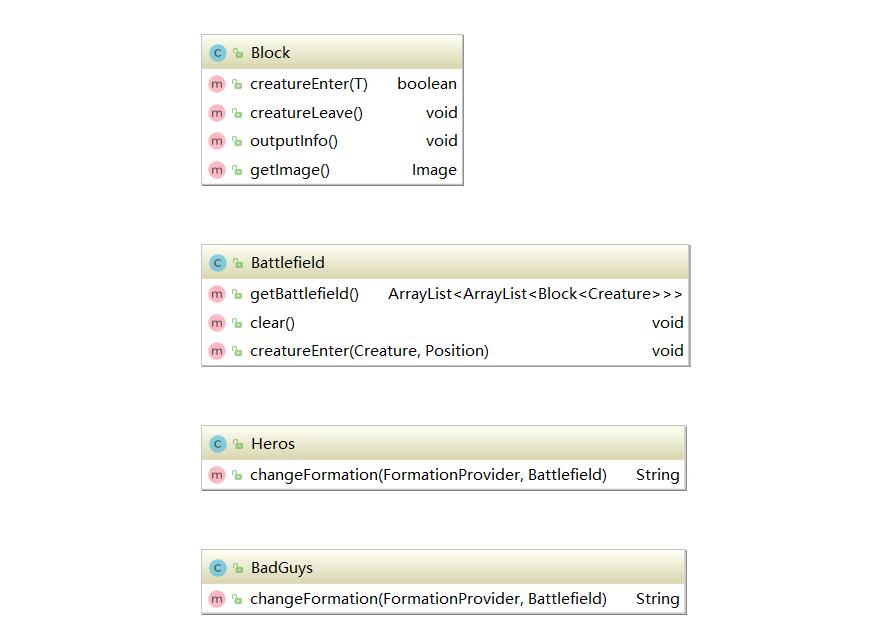 C Block
m creatureEnter(T) boolean
m creatureLeave() void
m outputInfo() void
m getImage() Image
C Battlefield
m getBattlefield() ArrayList<ArrayList<Block<Creature>>>
m clear() void
m creatureEnter(Creature, Position) void
C Heros
m changeFormation(FormationProvider, Battlefield) String
C BadGuys
m changeFormation(FormationProvider, Battlefield) String